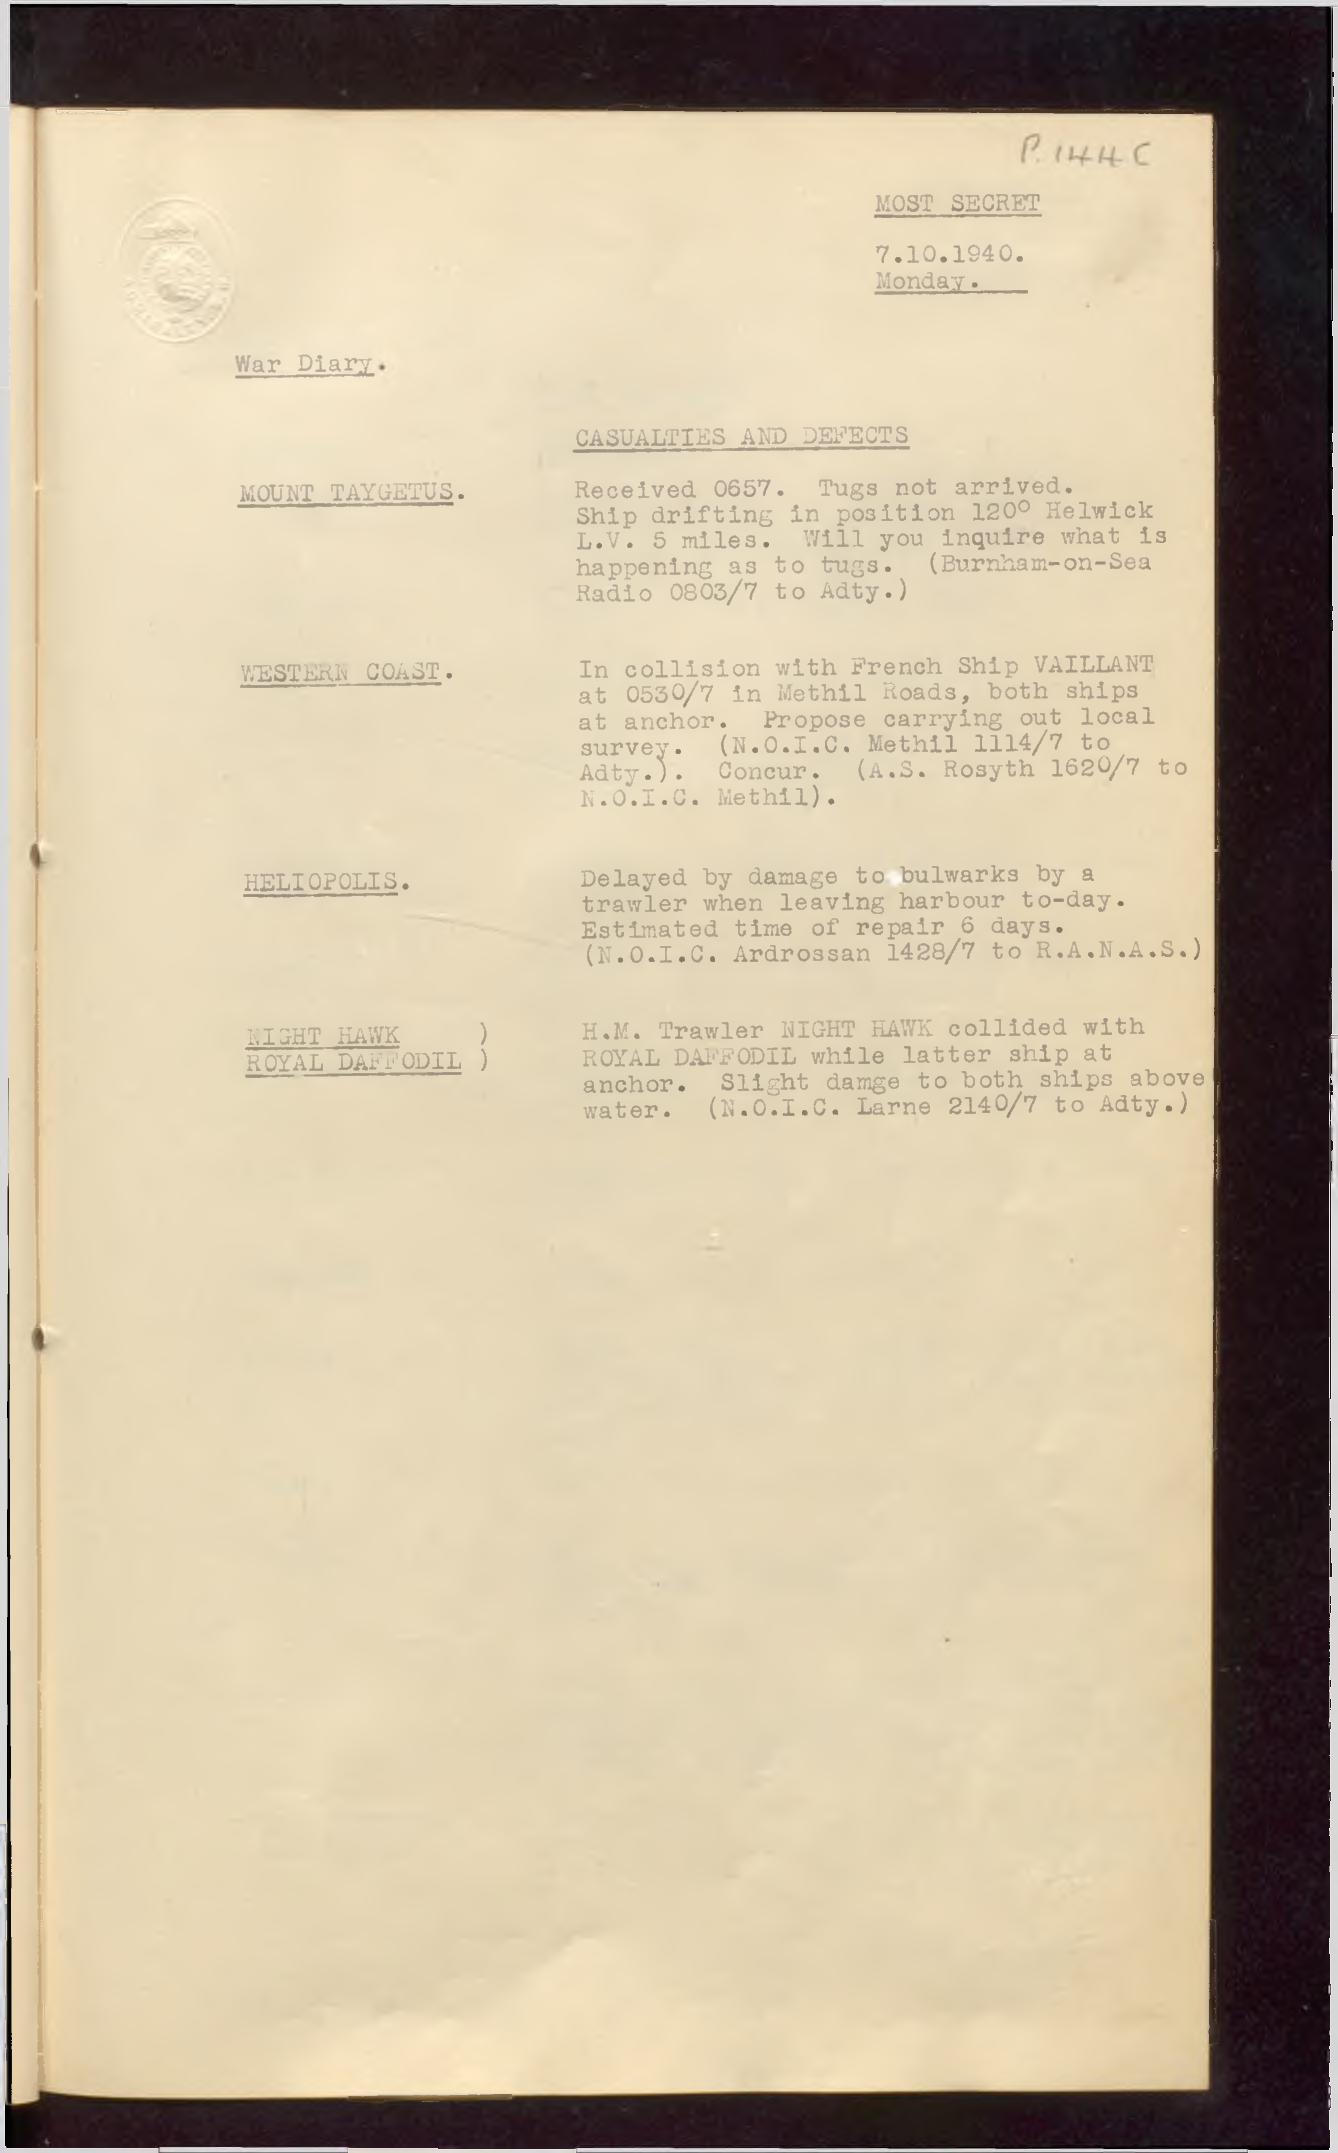 P. 144 C
MOST SECRET
7.10.1940.
Monday.
War Diary.
CASUALTIES AND DEFECTS
MOUNT TAYGETUS.
Received 0657. Tugs not arrived.
Ship drifting in position 120° Helwick
L.V. 5 miles. Will you inquire what is
happening as to tugs. (Burnham-on-Sea
Radio 0803/7 to Adty.)
WESTERN COAST.
In collision with French Ship VAILLANT
at 0530/7 in Methil Roads, both ships
at anchor. Propose carrying out local
survey. (N.O.I.C. Methil 1114/7 to
Adty.). Concur. (A.S. Rosyth 1620/7 to
N.O.I.C. Methil).
HELIOPOLIS.
Delayed by damage to bulwarks by a
trawler when leaving harbour to-day.
Estimated time of repair 6 days.
(N.O.I.C. Ardrossan 1428/7 to R.A.N.A.S.)
NIGHT HAWK )
ROYAL DAFFODIL )
H.M. Trawler NIGHT HAWK collided with
ROYAL DAFFODIL while latter ship at
anchor. Slight damge to both ships above
water. (N.O.I.C. Larne 2140/7 to Adty.)